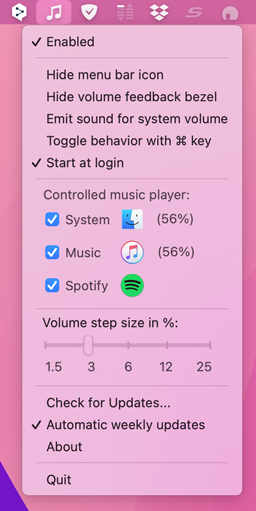 Enabled
Hide menu bar icon
Hide volume feedback bezel
Emit sound for system volume
Toggle behavior with ⌘ key
Start at login
Controlled music player:
System (56%)
Music (56%)
Spotify
Volume step size in %:
1.5 3 6 12 25
Check for Updates...
Automatic weekly updates
About
Quit